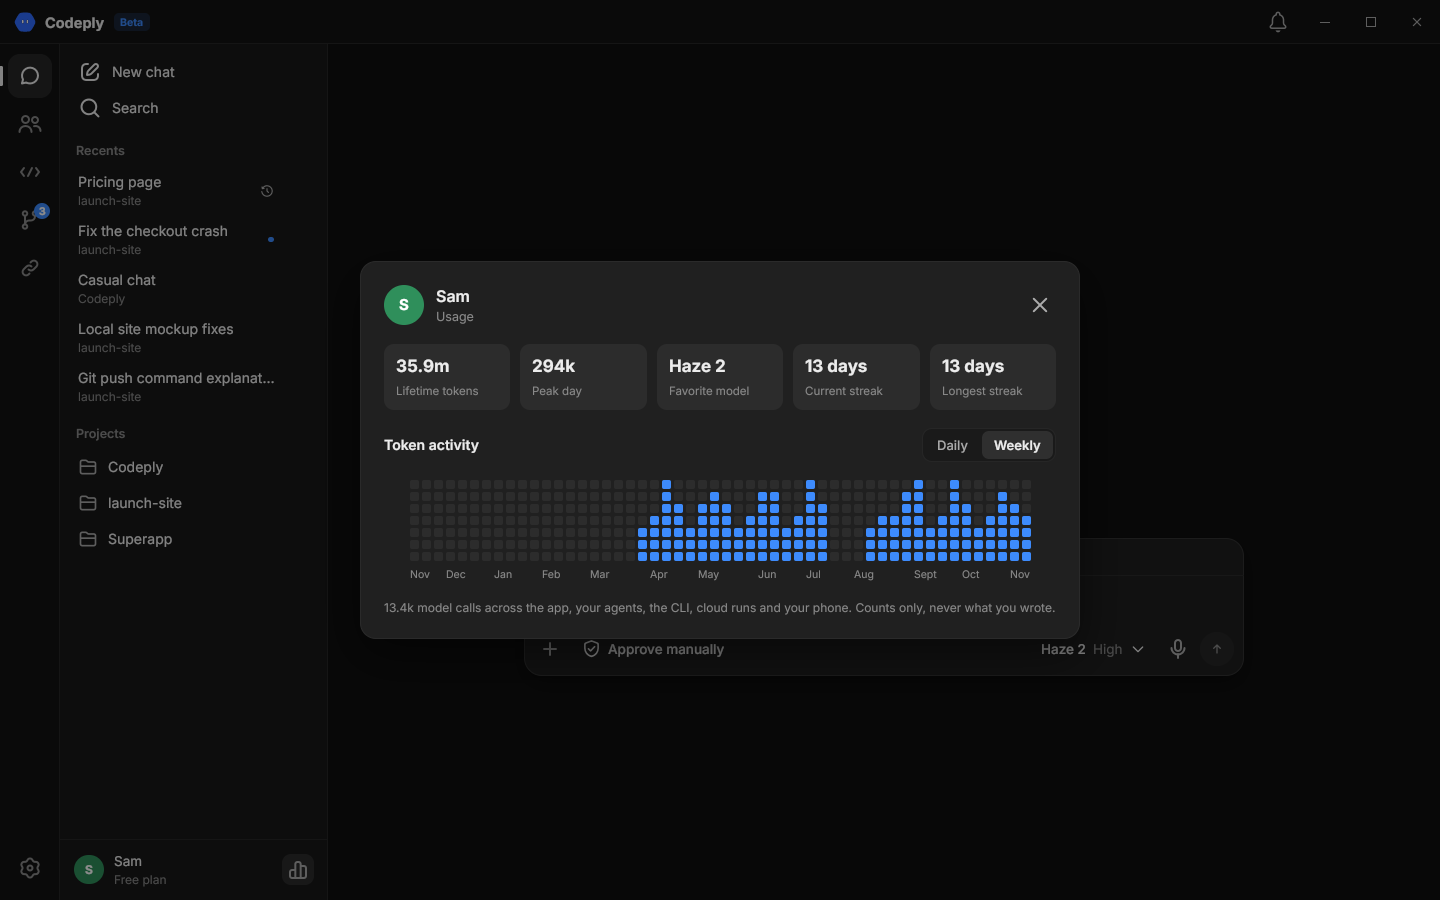 Codeply Beta
New chat
Search
Recents
Pricing page
launch-site
3
Fix the checkout crash
launch-site
Casual chat
Codeply
Local site mockup fixes
launch-site
Git push command explanat...
launch-site
Projects
Codeply
launch-site
Superapp
S
Sam
Free plan
S
Sam
Usage
35.9m
Lifetime tokens
294k
Peak day
Haze 2
Favorite model
13 days
Current streak
13 days
Longest streak
Token activity
Daily Weekly
Nov Dec Jan Feb Mar Apr May Jun Jul Aug Sept Oct Nov
13.4k model calls across the app, your agents, the CLI, cloud runs and your phone. Counts only, never what you wrote.
Approve manually
Haze 2 High